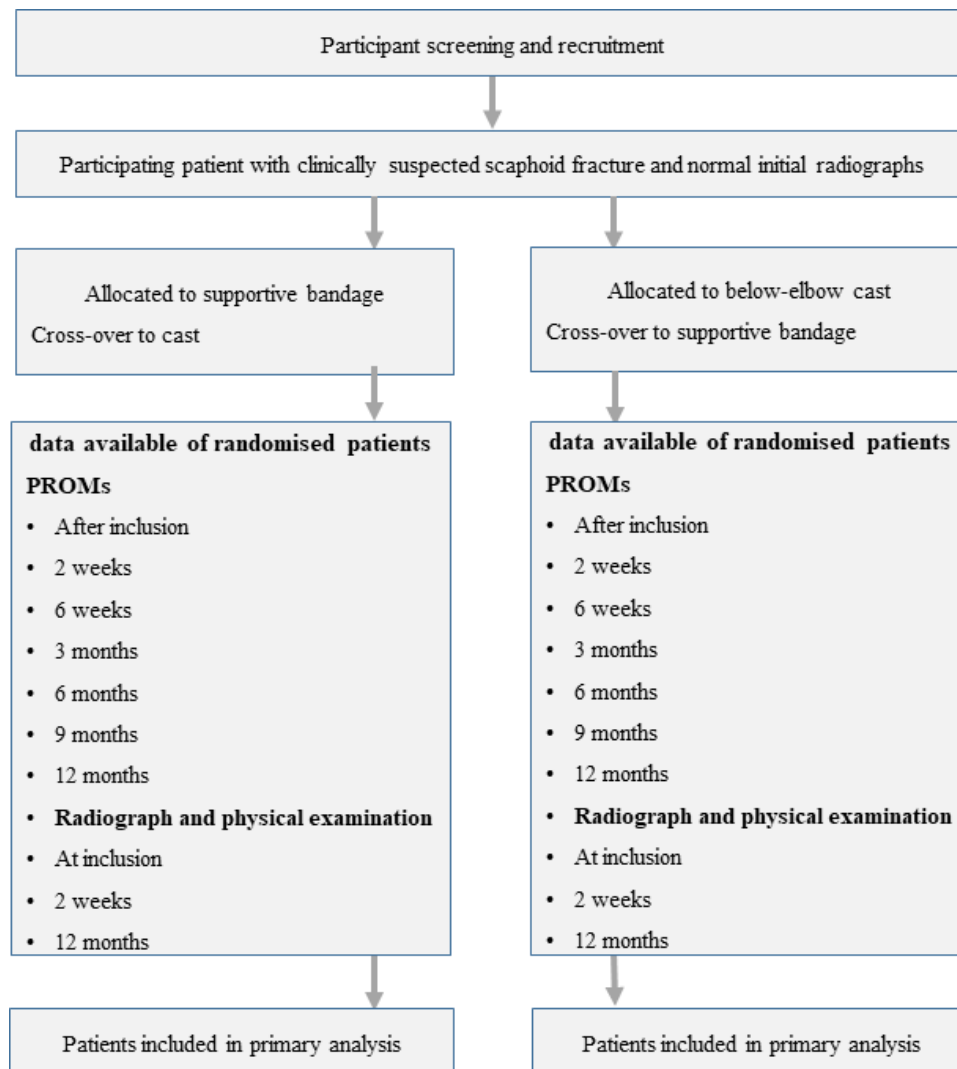 Participant screening and recruitment
Participating patient with clinically suspected scaphoid fracture and normal initial radiographs
Allocated to supportive bandage
Cross-over to cast
Allocated to below-elbow cast
Cross-over to supportive bandage
data available of randomised patients
PROMs
• After inclusion
• 2 weeks
• 6 weeks
• 3 months
• 6 months
• 9 months
• 12 months
• Radiograph and physical examination
• At inclusion
• 2 weeks
• 12 months
data available of randomised patients
PROMs
• After inclusion
• 2 weeks
• 6 weeks
• 3 months
• 6 months
• 9 months
• 12 months
• Radiograph and physical examination
• At inclusion
• 2 weeks
• 12 months
Patients included in primary analysis
Patients included in primary analysis